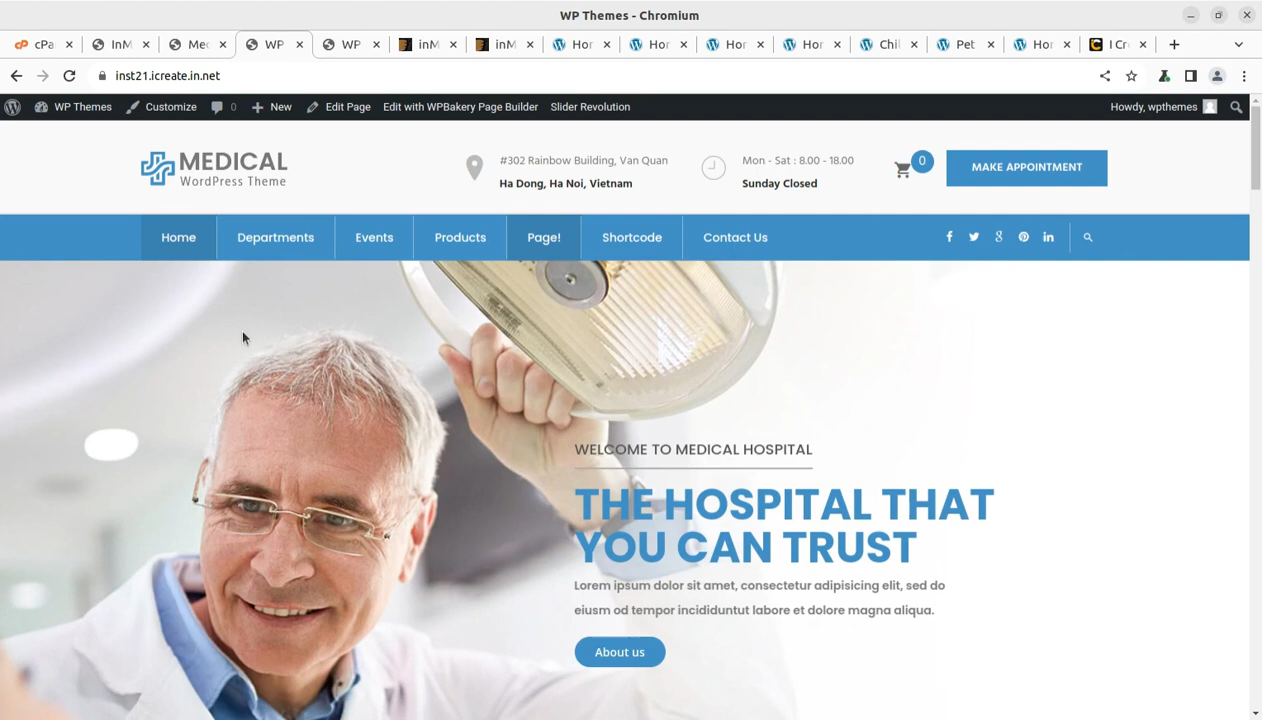 WP Themes - Chromium
cPa
InM
Med
WP
WP
inM
inM
Hor
Hor
Hor
Hor
Chil
Pet
Hor
I Cr
inst21.icreate.in.net
WP Themes Customize 0 New Edit Page Edit with WPBakery Page Builder Slider Revolution Howdy, wpthemes
MEDICAL
WordPress Theme
#302 Rainbow Building, Van Quan
Ha Dong, Ha Noi, Vietnam
Mon - Sat : 8.00 - 18.00
Sunday Closed
0
MAKE APPOINTMENT
Home Departments Events Products Page! Shortcode Contact Us
WELCOME TO MEDICAL HOSPITAL
THE HOSPITAL THAT
YOU CAN TRUST
Lorem ipsum dolor sit amet, consectetur adipisicing elit, sed do
eiusm od tempor incididuntut labore et dolore magna aliqua.
About us